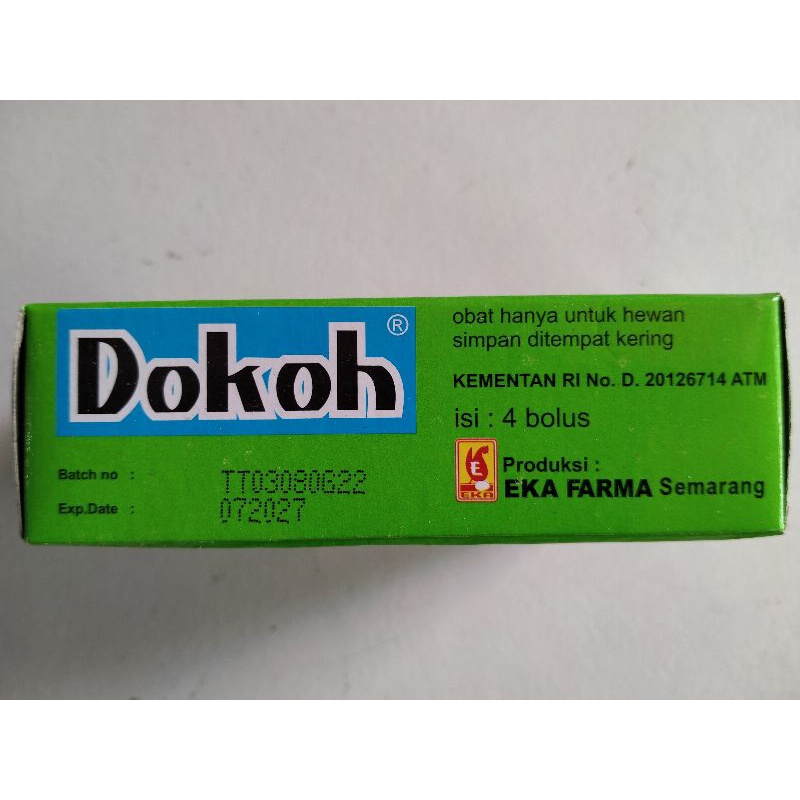 Dokoh ®
obat hanya untuk hewan
simpan ditempat kering
KEMENTAN RI No. D. 20126714 ATM
isi : 4 bolus
Batch no : TT03080622
Exp.Date : 072027
EKA
Produksi :
EKA FARMA Semarang